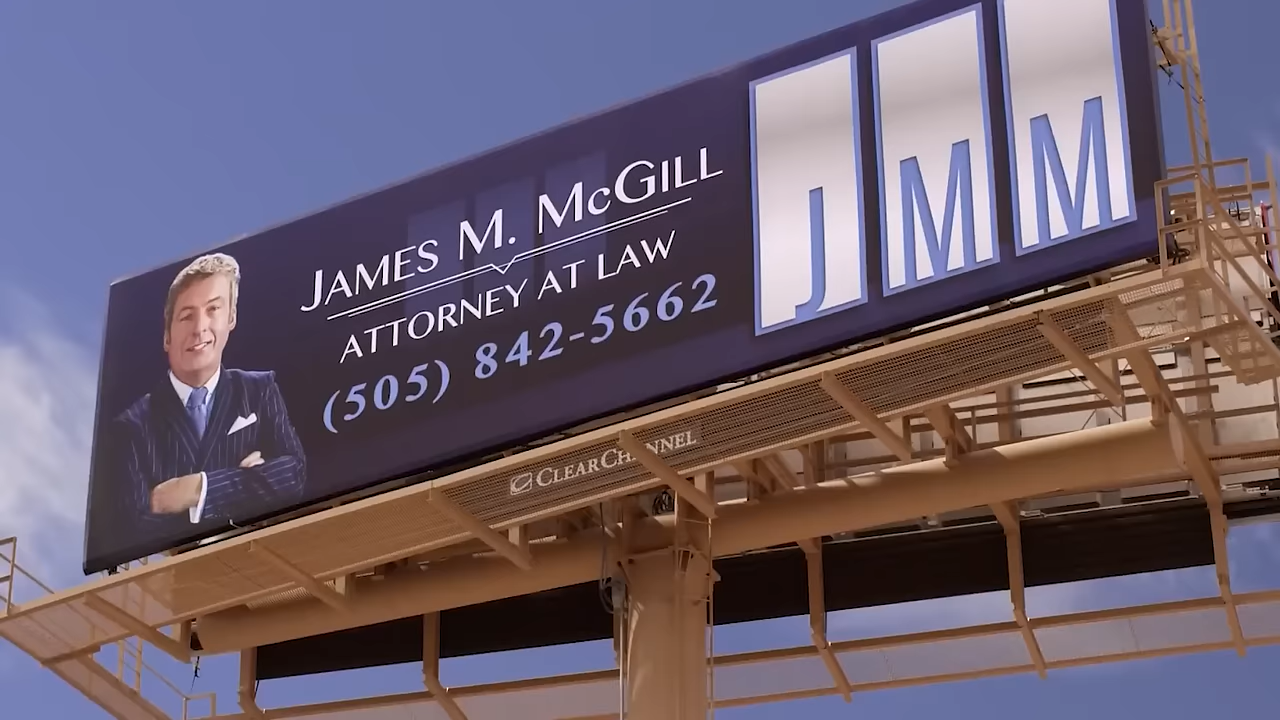 JAMES M. McGILL
ATTORNEY AT LAW
(505) 842-5662
JMM
CLEARCHANNEL